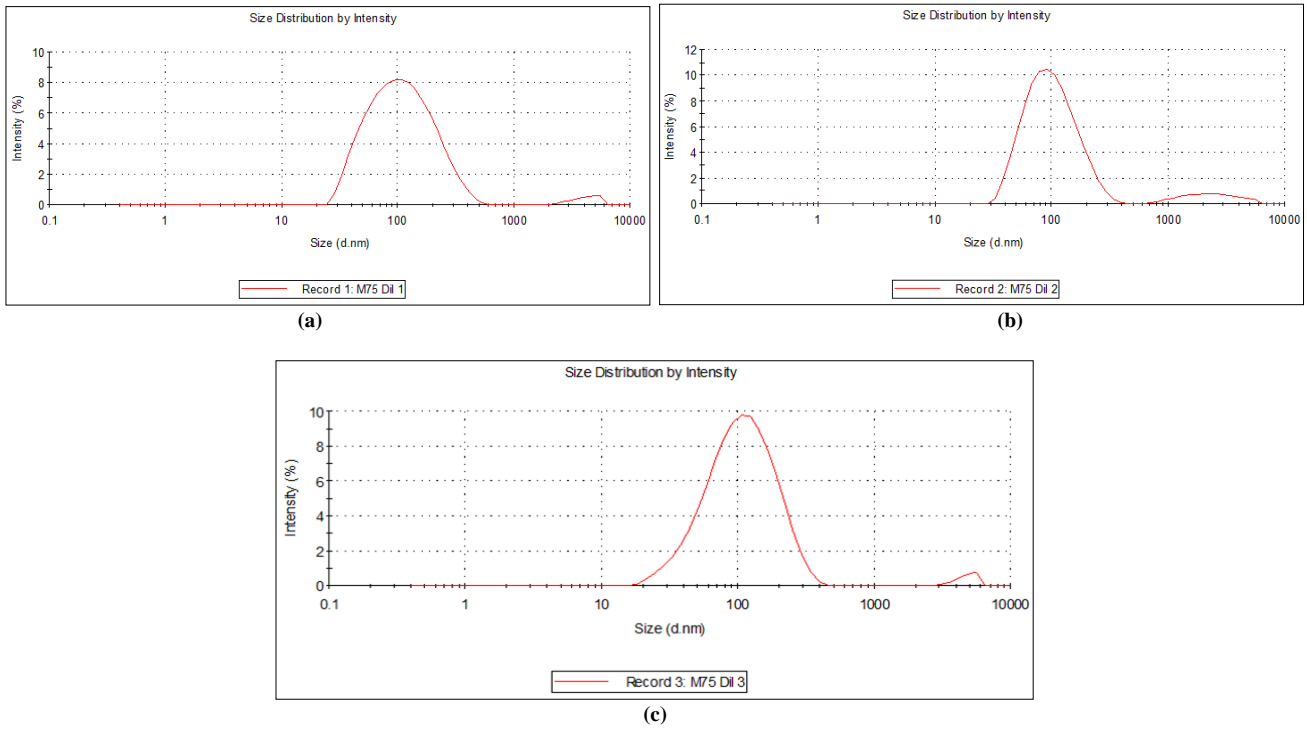 Size Distribution by Intensity
10
8
6
4
2
0
Intensity (%)
0.1 1 10 100 1000 10000
Size (d.nm)
Record 1: M75 Dil 1
(a)
Size Distribution by Intensity
12
10
8
6
4
2
0
Intensity (%)
0.1 1 10 100 1000 10000
Size (d.nm)
Record 2: M75 Dil 2
(b)
Size Distribution by Intensity
10
8
6
4
2
0
Intensity (%)
0.1 1 10 100 1000 10000
Size (d.nm)
Record 3: M75 Dil 3
(c)